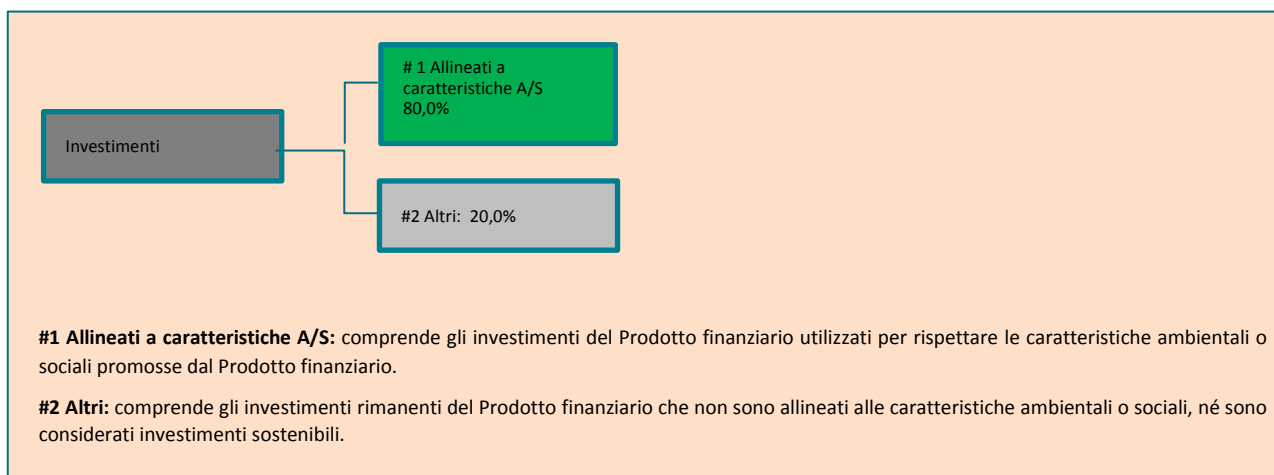 # 1 Allineati a
caratteristiche A/S
80,0%
Investimenti
#2 Altri: 20,0%
#1 Allineati a caratteristiche A/S: comprende gli investimenti del Prodotto finanziario utilizzati per rispettare le caratteristiche ambientali o
sociali promosse dal Prodotto finanziario.
#2 Altri: comprende gli investimenti rimanenti del Prodotto finanziario che non sono allineati alle caratteristiche ambientali o sociali, né sono
considerati investimenti sostenibili.